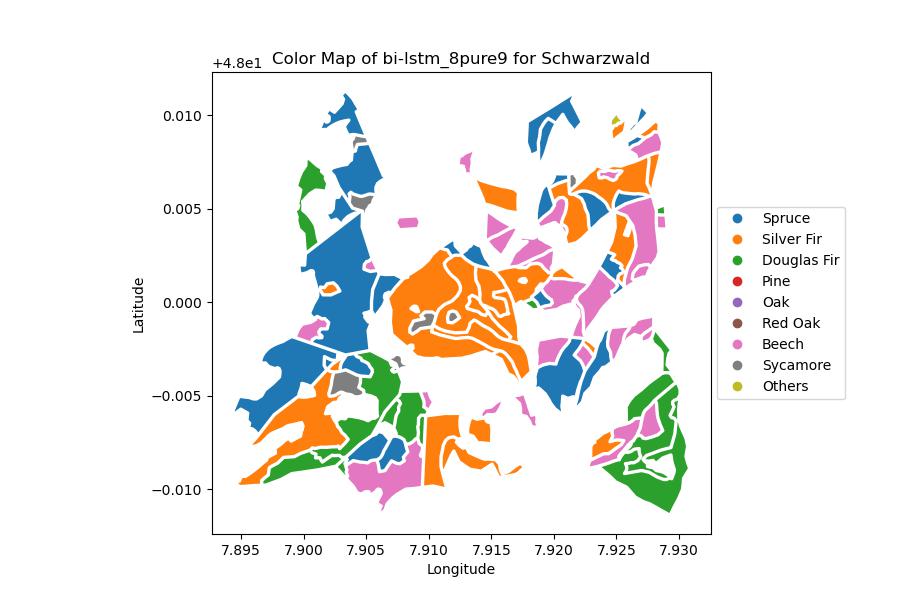 Color Map of bi-lstm_8pure9 for Schwarzwald
+4.8e1
0.010
0.005
0.000
−0.005
−0.010
Latitude
7.895 7.900 7.905 7.910 7.915 7.920 7.925 7.930
Longitude
Spruce
Silver Fir
Douglas Fir
Pine
Oak
Red Oak
Beech
Sycamore
Others